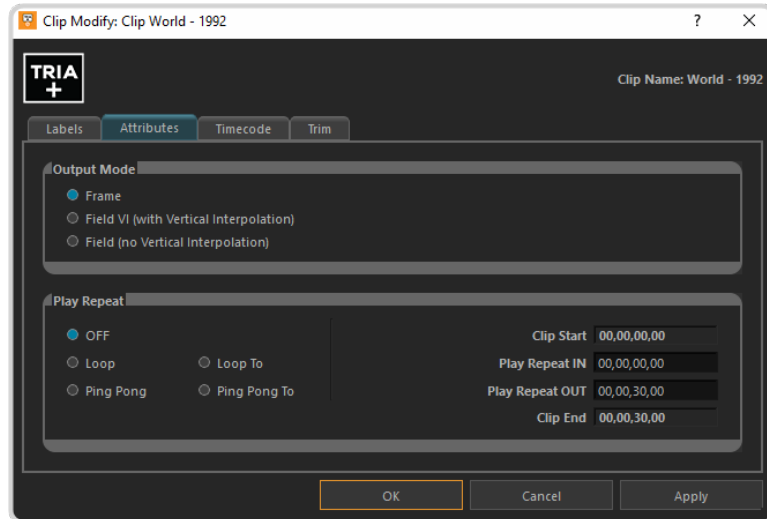 Clip Modify: Clip World - 1992
? X
TRIA
+
Clip Name: World - 1992
Labels Attributes Timecode Trim
Output Mode
Frame
Field VI (with Vertical Interpolation)
Field (no Vertical Interpolation)
Play Repeat
OFF
Loop Loop To
Ping Pong Ping Pong To
Clip Start 00,00,00,00
Play Repeat IN 00,00,00,00
Play Repeat OUT 00,00,30,00
Clip End 00,00,30,00
OK Cancel Apply